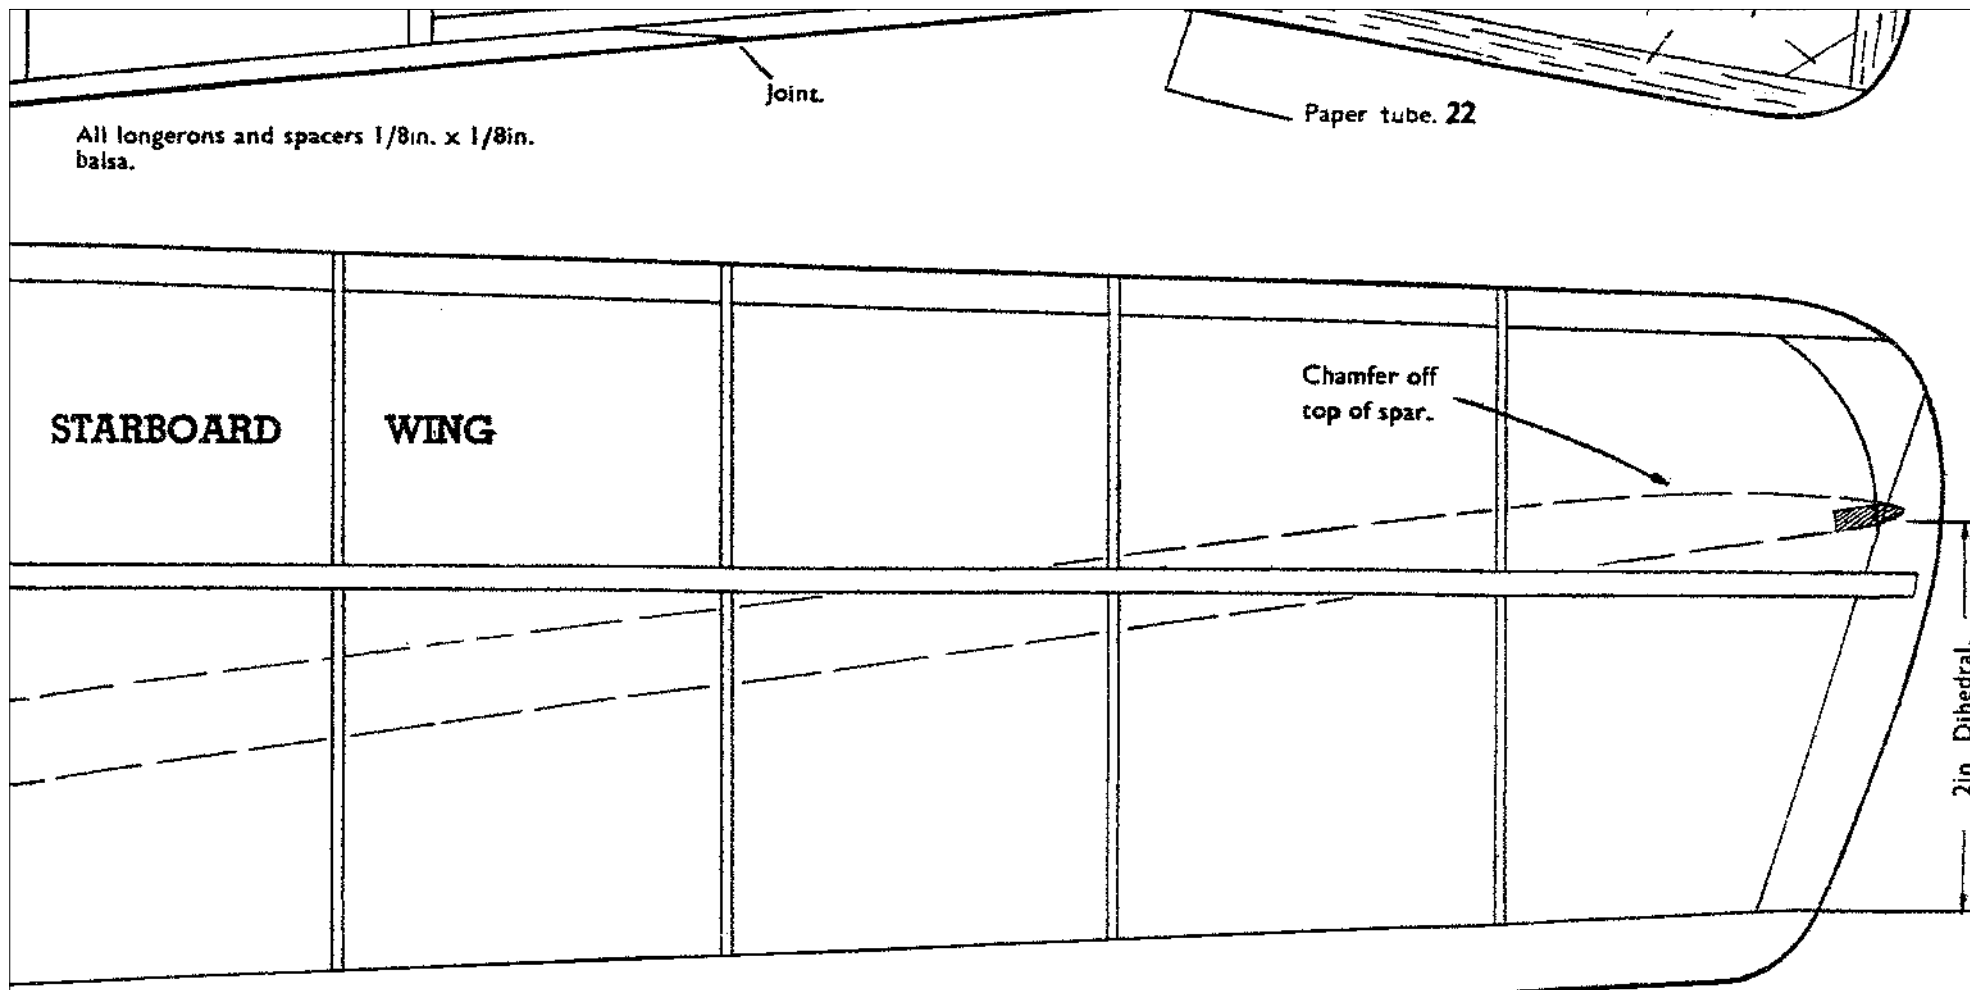 Joint.
Paper tube. 22
All longerons and spacers 1/8in. x 1/8in.
balsa.
STARBOARD WING
Chamfer off
top of spar.
2in. Dihedral.